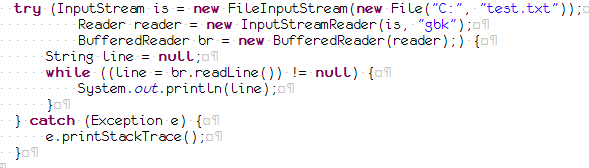 try (InputStream is = new FileInputStream(new File("C:", "test.txt"));
        Reader reader = new InputStreamReader(is, "gbk");
        BufferedReader br = new BufferedReader(reader);) {
    String line = null;
    while ((line = br.readLine()) != null) {
        System.out.println(line);
    }
} catch (Exception e) {
    e.printStackTrace();
}